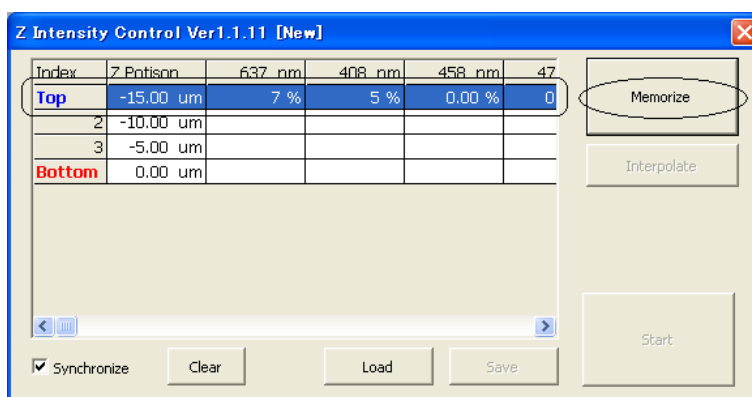 Z Intensity Control Ver1.1.11 [New]
Index Z Potison 637 nm 408 nm 458 nm 47
Top -15.00 um 7 % 5 % 0.00 % 0
2 -10.00 um
3 -5.00 um
Bottom 0.00 um
Memorize
Interpolate
Start
Synchronize Clear Load Save